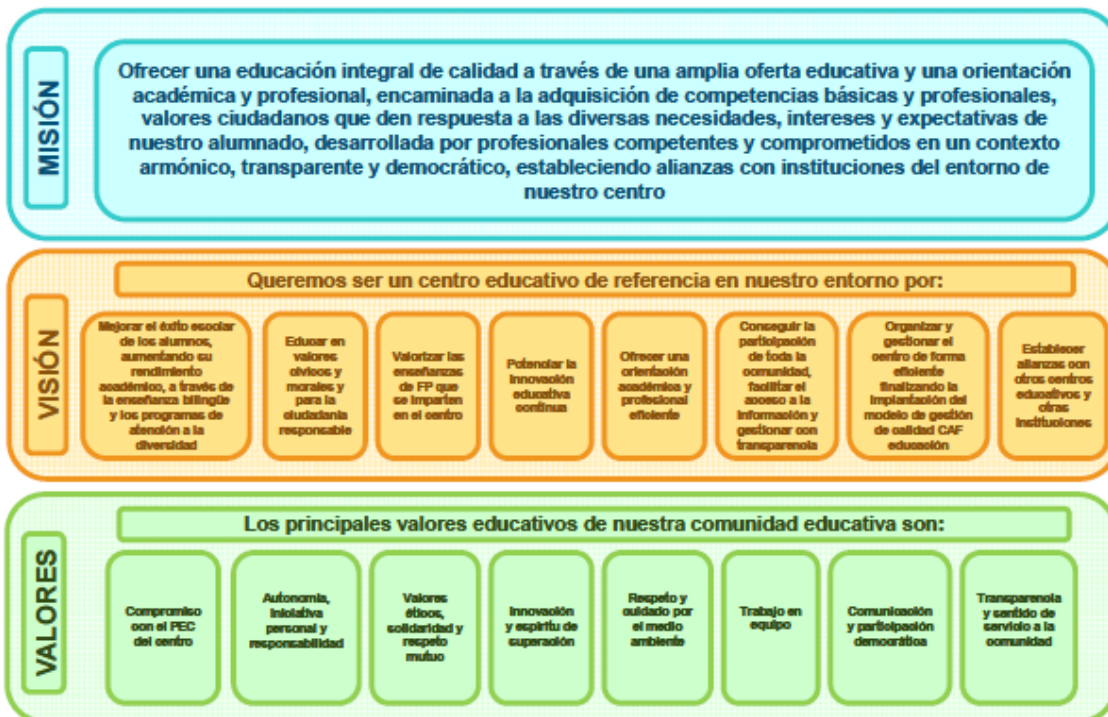 MISIÓN
Ofrecer una educación integral de calidad a través de una amplia oferta educativa y una orientación
académica y profesional, encaminada a la adquisición de competencias básicas y profesionales,
valores ciudadanos que den respuesta a las diversas necesidades, intereses y expectativas de
nuestro alumnado, desarrollada por profesionales competentes y comprometidos en un contexto
armónico, transparente y democrático, estableciendo alianzas con instituciones del entorno de
nuestro centro
VISIÓN
Queremos ser un centro educativo de referencia en nuestro entorno por:
Mejorar el éxito escolar
de los alumnos,
aumentando su
rendimiento
académico, a través de
la enseñanza bilingüe
y los programas de
atención a la
diversidad
Educar en
valores
cívicos y
morales y
para la
ciudadanía
responsable
Valorizar las
enseñanzas
de FP que
se imparten
en el centro
Potenciar la
innovación
educativa
continua
Ofrecer una
orientación
académica y
profesional
eficiente
Conseguir la
participación
de toda la
comunidad,
facilitar el
acceso a la
información y
gestionar con
transparencia
Organizar y
gestionar el
centro de forma
eficiente
finalizando la
implantación del
modelo de gestión
de calidad CAF
educación
Establecer
alianzas con
otros centros
educativos y
otras
instituciones
VALORES
Los principales valores educativos de nuestra comunidad educativa son:
Compromiso
con el PEC
del centro
Autonomía,
iniciativa
personal y
responsabilidad
Valores
éticos,
solidaridad y
respeto
mutuo
Innovación
y espíritu de
superación
Respeto y
cuidado por
el medio
ambiente
Trabajo en
equipo
Comunicación
y participación
democrática
Transparencia
y sentido de
servicio a la
comunidad